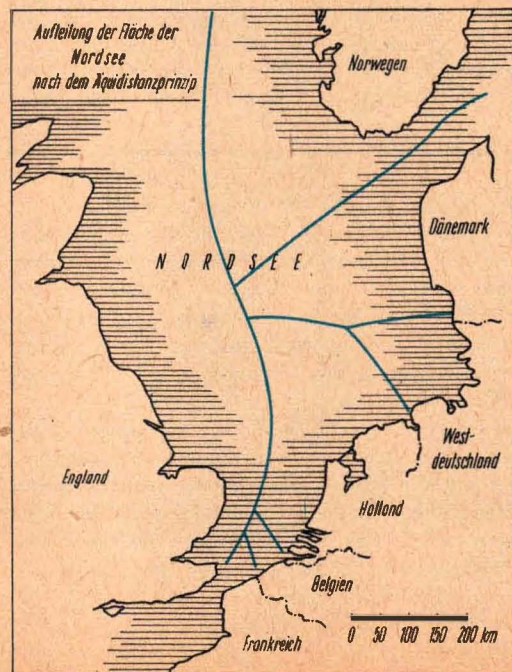 Aufteilung der Fläche der
Nordsee
nach dem Äquidistanzprinzip
Norwegen
Dänemark
NORDSEE
West-
deutschland
England
Holland
Belgien
Frankreich
0 50 100 150 200 km